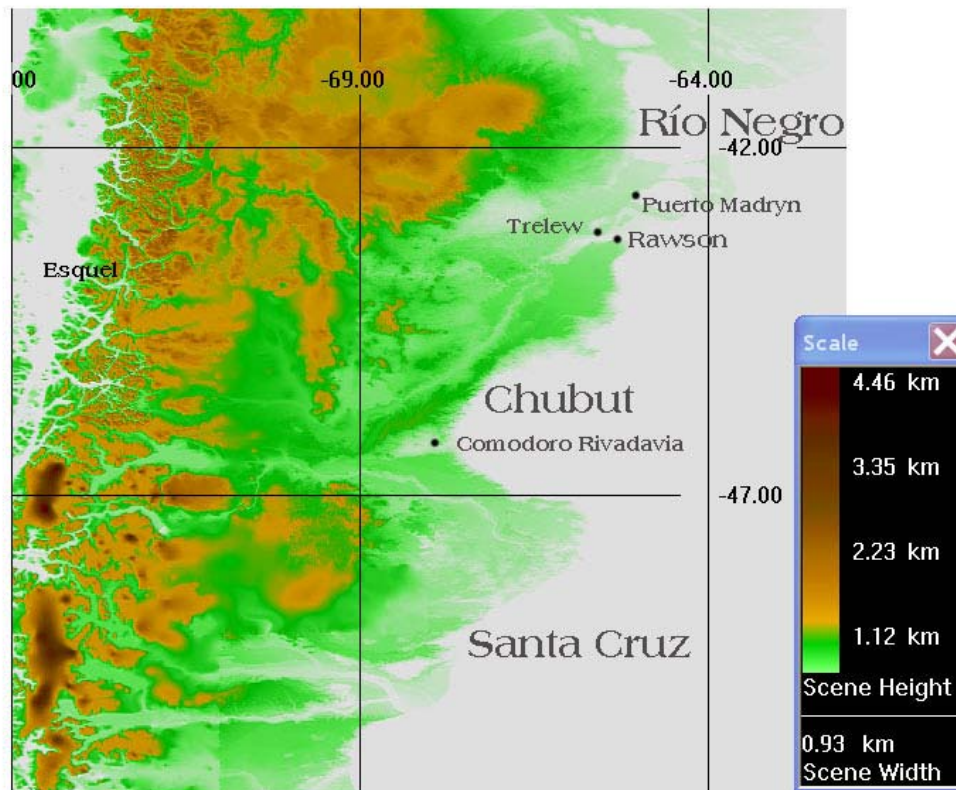 00
-69.00
-64.00
Río Negro
-42.00
Puerto Madryn
Trelew
Rawson
Esquel
Scale
4.46 km
Chubut
Comodoro Rivadavia
3.35 km
-47.00
2.23 km
Santa Cruz
1.12 km
Scene Height
0.93 km
Scene Width